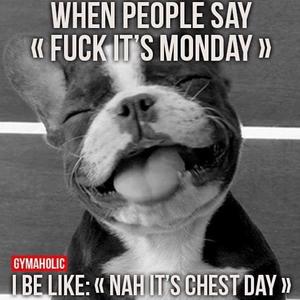 WHEN PEOPLE SAY
« FUCK IT'S MONDAY »
GYMAHOLIC
I BE LIKE: « NAH IT'S CHEST DAY »